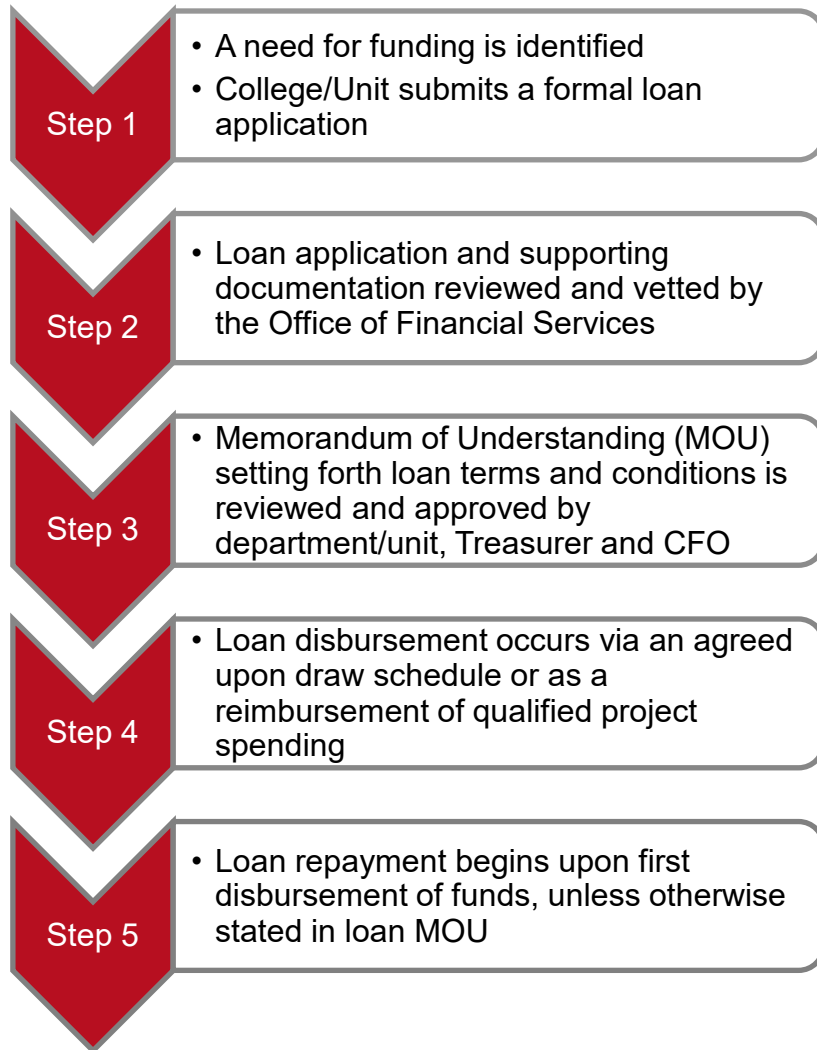 Step 1
• A need for funding is identified
• College/Unit submits a formal loan
application
Step 2
• Loan application and supporting
documentation reviewed and vetted by
the Office of Financial Services
Step 3
• Memorandum of Understanding (MOU)
setting forth loan terms and conditions is
reviewed and approved by
department/unit, Treasurer and CFO
Step 4
• Loan disbursement occurs via an agreed
upon draw schedule or as a
reimbursement of qualified project
spending
Step 5
• Loan repayment begins upon first
disbursement of funds, unless otherwise
stated in loan MOU